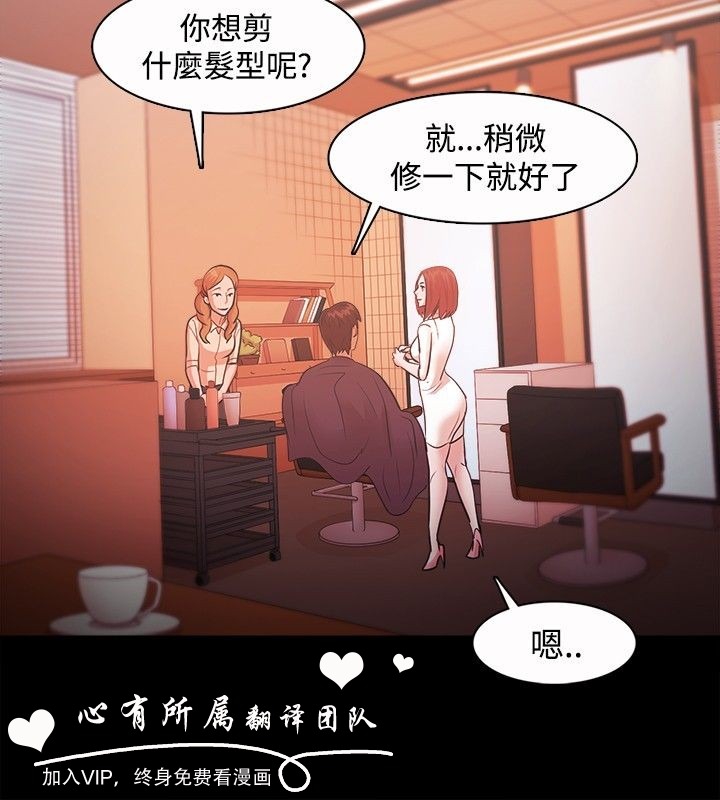 你想剪
什麼髮型呢?
就...稍微
修一下就好了
嗯..
心有所属翻译团队
加入VIP，终身免费看漫画